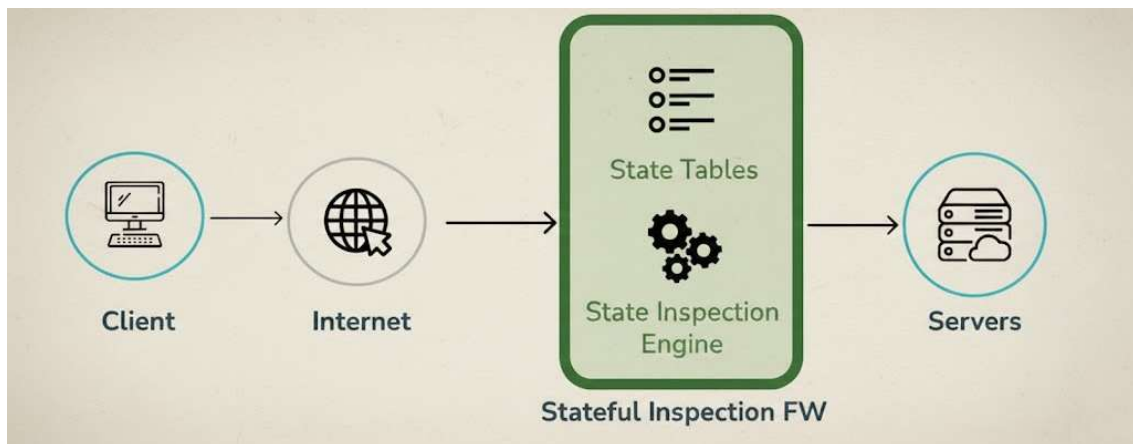 State Tables
State Inspection
Engine
Client
Internet
Servers
Stateful Inspection FW